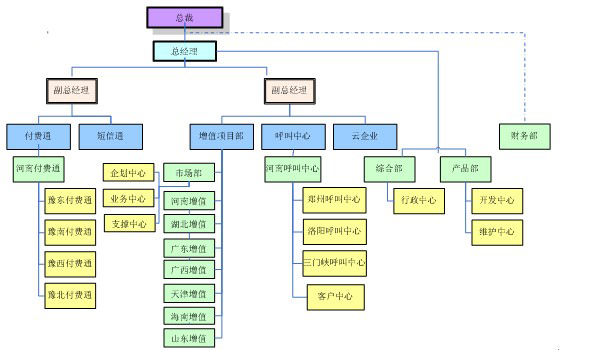 总裁
总经理
副总经理
副总经理
付费通
短信通
增值项目部
呼叫中心
云企业
财务部
河南付费通
企划中心
市场部
河南呼叫中心
综合部
产品部
豫东付费通
业务中心
河南增值
郑州呼叫中心
行政中心
开发中心
豫南付费通
支撑中心
湖北增值
洛阳呼叫中心
维护中心
豫西付费通
广东增值
三门峡呼叫中心
广西增值
豫北付费通
天津增值
客户中心
海南增值
山东增值